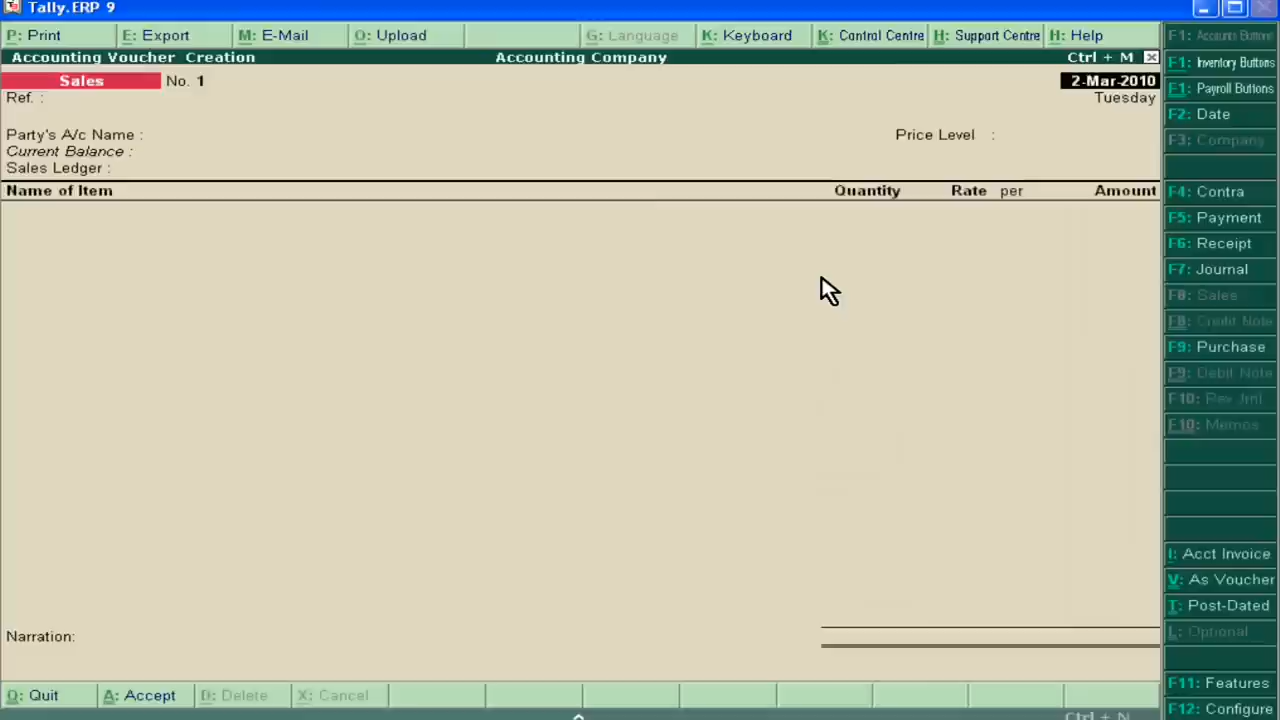 Tally.ERP 9
P: Print E: Export M: E-Mail O: Upload G: Language K: Keyboard K: Control Centre H: Support Centre H: Help
Accounting Voucher Creation Accounting Company Ctrl + M
Sales No. 1 2-Mar-2010
Ref. : Tuesday
Party's A/c Name : Price Level :
Current Balance :
Sales Ledger :
Name of Item Quantity Rate per Amount
Narration:
Q: Quit A: Accept D: Delete X: Cancel
Ctrl + N
F1: Accounts Buttons
F1: Inventory Buttons
F1: Payroll Buttons
F2: Date
F3: Company
F4: Contra
F5: Payment
F6: Receipt
F7: Journal
F8: Sales
F8: Credit Note
F9: Purchase
F9: Debit Note
F10: Rev Jrnl
F10: Memos
I: Acct Invoice
V: As Voucher
T: Post-Dated
L: Optional
F11: Features
F12: Configure